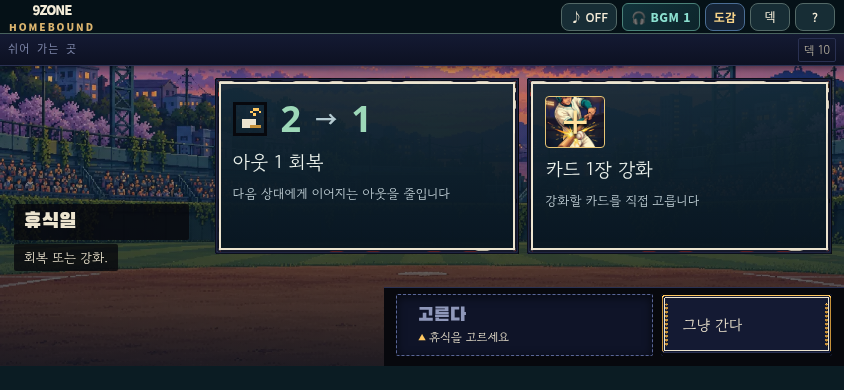 9ZONE
HOMEBOUND
♪ OFF
🎧 BGM 1
도감
덱
?
쉬어 가는 곳
덱 10
2 → 1
아웃 1 회복
다음 상대에게 이어지는 아웃을 줄입니다
카드 1장 강화
강화할 카드를 직접 고릅니다
휴식일
회복 또는 강화.
고른다
▲ 휴식을 고르세요
그냥 간다